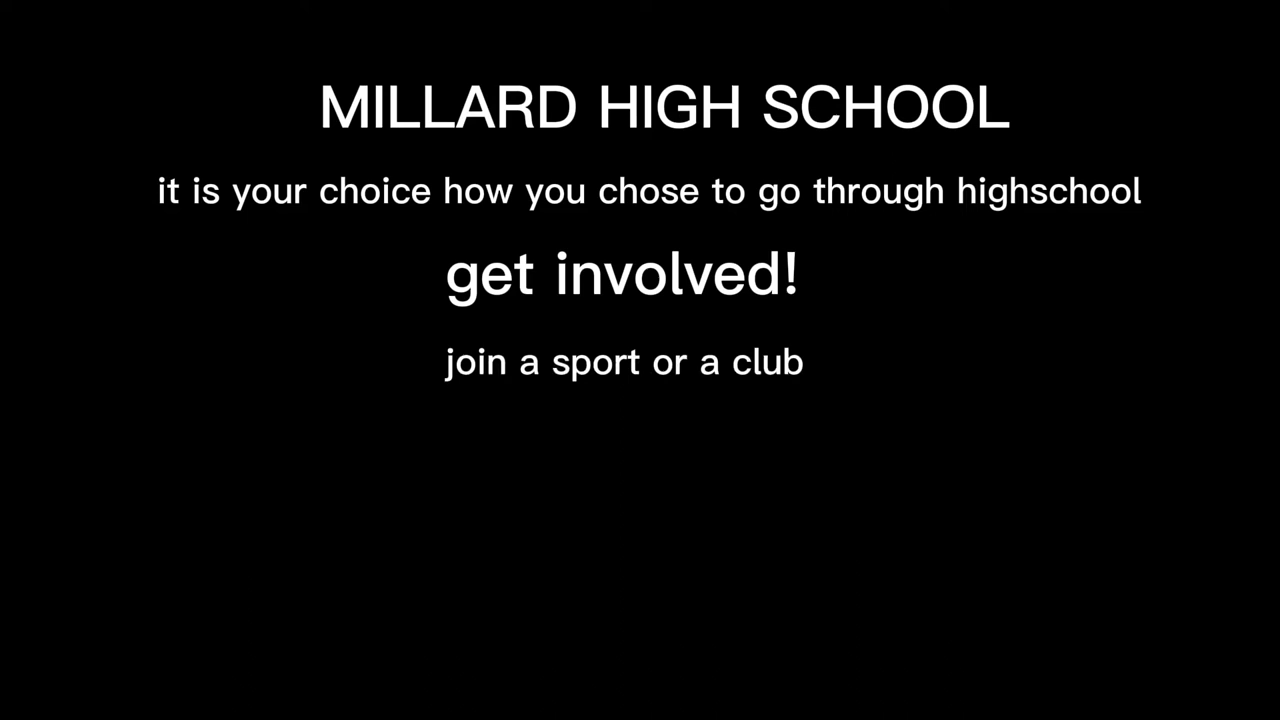 MILLARD HIGH SCHOOL
it is your choice how you chose to go through highschool
get involved!
join a sport or a club